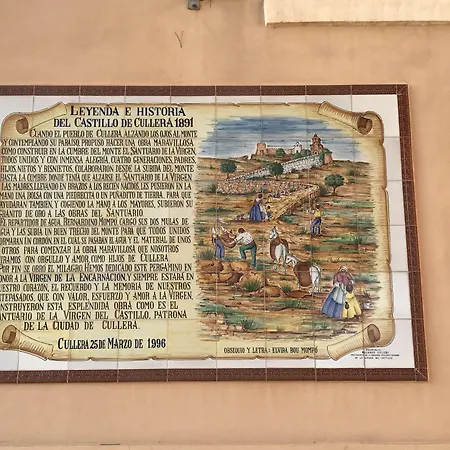 LEYENDA E HISTORIA
DEL CASTILLO DE CULLERA 1891
CUANDO EL PUEBLO DE CULLERA ALZANDO LOS OJOS AL MONTE
Y CONTEMPLANDO SU PARAISO, PROPUSO HACER UNA OBRA MARAVILLOSA
COMO CONSTRUIR EN LA CUMBRE DEL MONTE EL SANTUARIO DE LA VIRGEN.
TODOS UNIDOS Y CON INMENSA ALEGRIA, CUATRO GENERACIONES, PADRES,
HIJOS, NIETOS Y BISNIETOS, COLABORARON DESDE LA SUBIDA DEL MONTE
HASTA LA CUMBRE DONDE TENIA QUE ALZARSE EL SANTUARIO DE LA VIRGEN
LAS MADRES LLEVANDO EN BRAZOS A LOS RECIEN NACIDOS LES PUSIERON EN LA
MANO UNA BOLSA CON UNA PIEDRECITA O UN PUÑADITO DE TIERRA, PARA QUE
AYUDARAN TAMBIEN, Y COGIENDO LA MANO A LOS MAYORES, SUBIERON SU
GRANITO DE ORO A LAS OBRAS DEL SANTUARIO.
EL REPARTIDOR DE AGUA, BERNARDINO MOMPÓ CARGO SUS DOS MULAS DE
AGUA Y LAS SUBIA UN BUEN TRECHO DEL MONTE PARA QUE TODOS UNIDOS
FORMARAN UN CORDÓN, EN EL CUAL SE PASABAN EL AGUA Y EL MATERIAL DE UNOS
A OTROS PARA COMENZAR LA OBRA MARAVILLOSA QUE NOSOTROS
MIRAMOS CON ORGULLO Y AMOR, COMO HIJOS DE CULLERA.
POR FIN SE OBRO EL MILAGRO. HEMOS DEDICADO ESTE PERGAMINO EN
HONOR A LA VIRGEN DE LA ENCARNACIÓN Y SIEMPRE ESTARÁ EN
NUESTRO CORAZÓN, EL RECUERDO Y LA MEMORIA DE NUESTROS
ANTEPASADOS, QUE CON VALOR, ESFUERZO Y AMOR A LA VIRGEN,
CONSTRUYERON ESTA ESPLENDIDA OBRA COMO ES EL
SANTUARIO DE LA VIRGEN DEL CASTILLO, PATRONA
DE LA CIUDAD DE CULLERA.
CULLERA 25 DE MARZO DE 1996
OBSEQUIO Y LETRA: ELVIRA BOU MOMPÓ